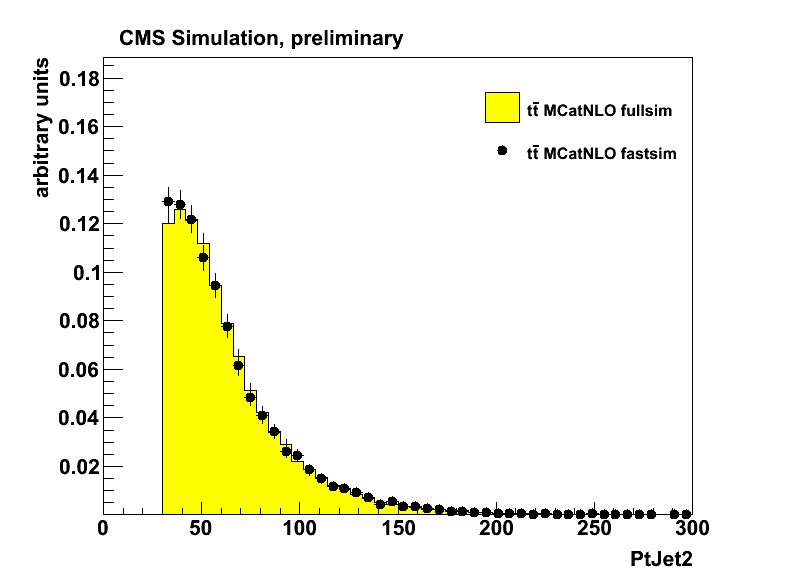 CMS Simulation, preliminary
arbitrary units
0.18
0.16
0.14
0.12
0.1
0.08
0.06
0.04
0.02
tt̄ MCatNLO fullsim
tt̄ MCatNLO fastsim
0 50 100 150 200 250 300
PtJet2